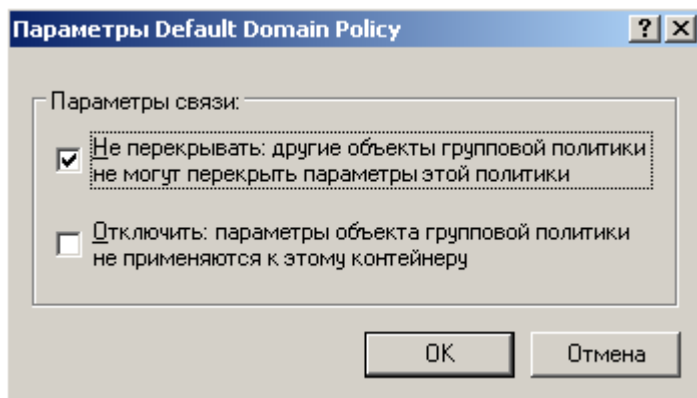 Параметры Default Domain Policy
Параметры связи:
Не перекрывать: другие объекты групповой политики
не могут перекрыть параметры этой политики
Отключить: параметры объекта групповой политики
не применяются к этому контейнеру
OK
Отмена